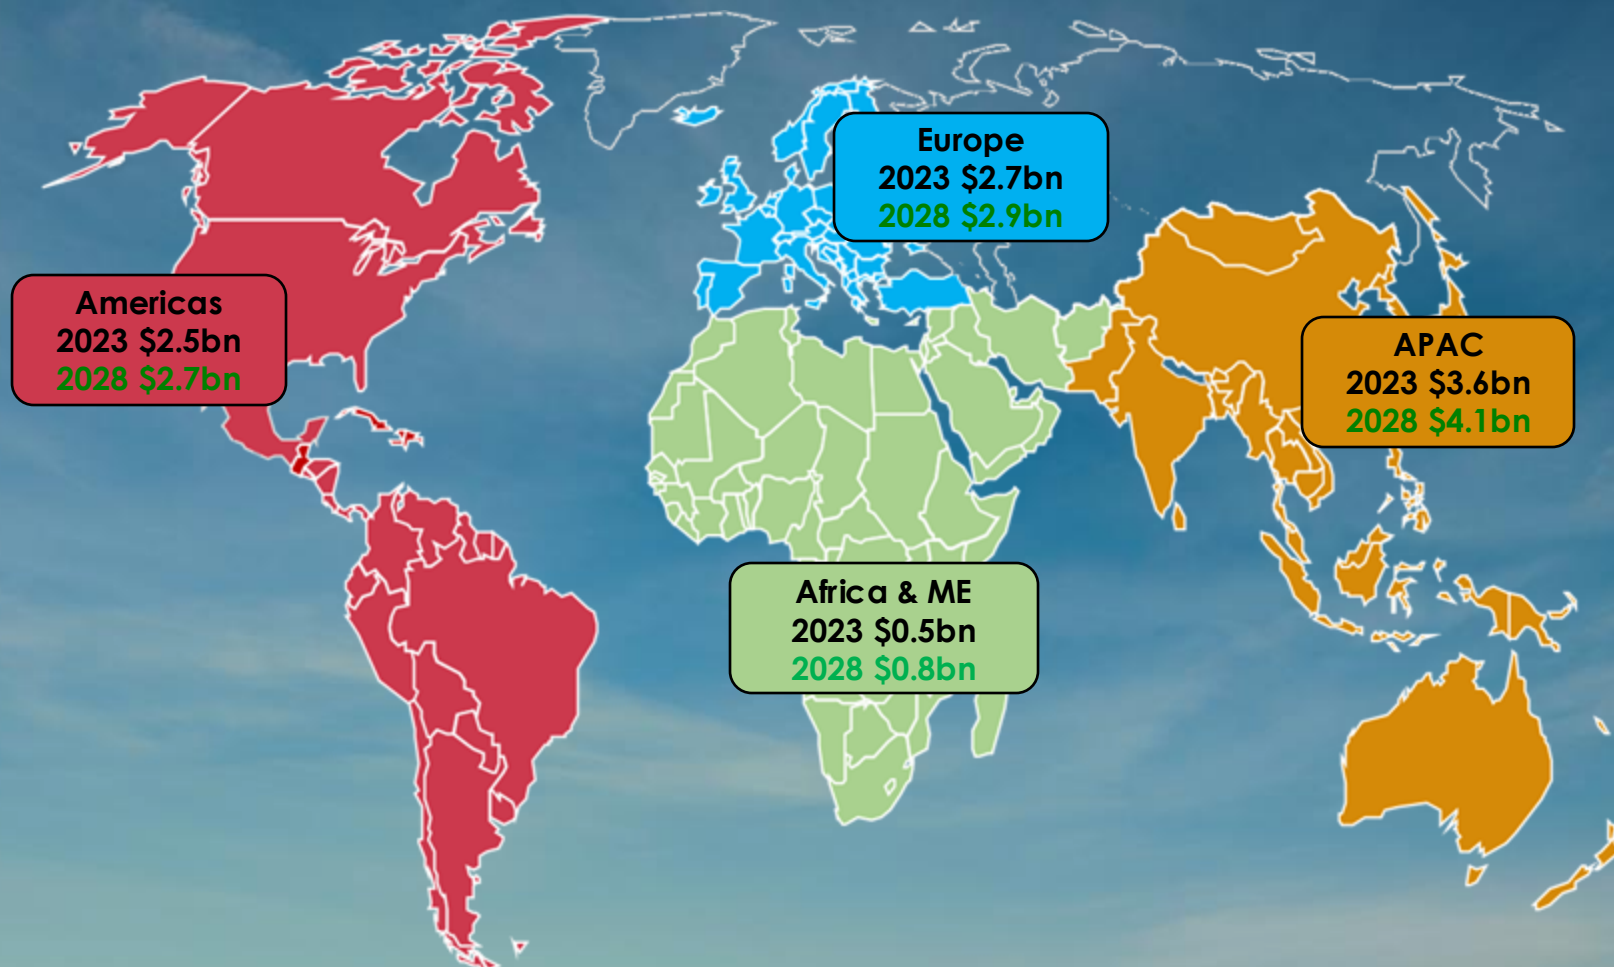 Europe
2023 $2.7bn
2028 $2.9bn
Americas
2023 $2.5bn
2028 $2.7bn
APAC
2023 $3.6bn
2028 $4.1bn
Africa & ME
2023 $0.5bn
2028 $0.8bn